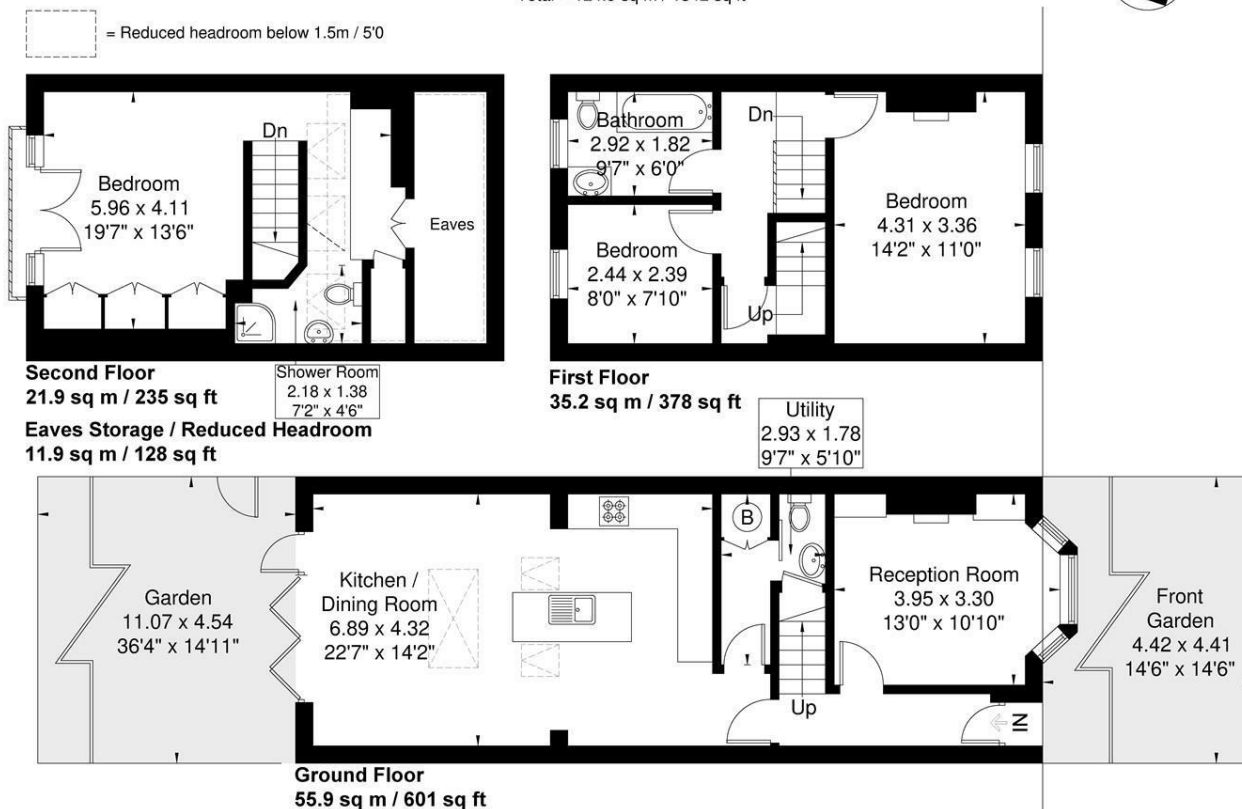 = Reduced headroom below 1.5m / 5'0
Dn
Bedroom
5.96 x 4.11
19'7" x 13'6"
Eaves
Second Floor
21.9 sq m / 235 sq ft
Shower Room
2.18 x 1.38
7'2" x 4'6"
Eaves Storage / Reduced Headroom
11.9 sq m / 128 sq ft
Bathroom
2.92 x 1.82
9'7" x 6'0"
Dn
Bedroom
4.31 x 3.36
14'2" x 11'0"
Bedroom
2.44 x 2.39
8'0" x 7'10"
Up
First Floor
35.2 sq m / 378 sq ft
Utility
2.93 x 1.78
9'7" x 5'10"
B
Garden
11.07 x 4.54
36'4" x 14'11"
Kitchen /
Dining Room
6.89 x 4.32
22'7" x 14'2"
Reception Room
3.95 x 3.30
13'0" x 10'10"
Front
Garden
4.42 x 4.41
14'6" x 14'6"
Up
IN
Ground Floor
55.9 sq m / 601 sq ft